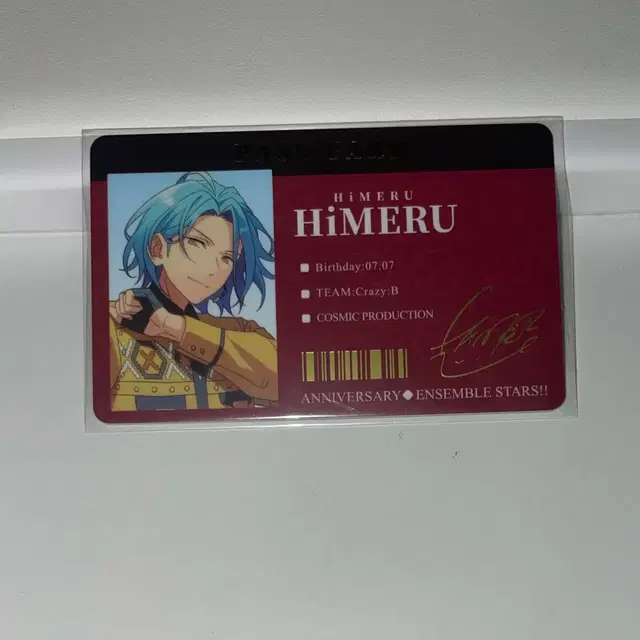 HiMERU
HiMERU
Birthday:07.07
TEAM:Crazy:B
COSMIC PRODUCTION
ANNIVERSARY◆ENSEMBLE STARS!!